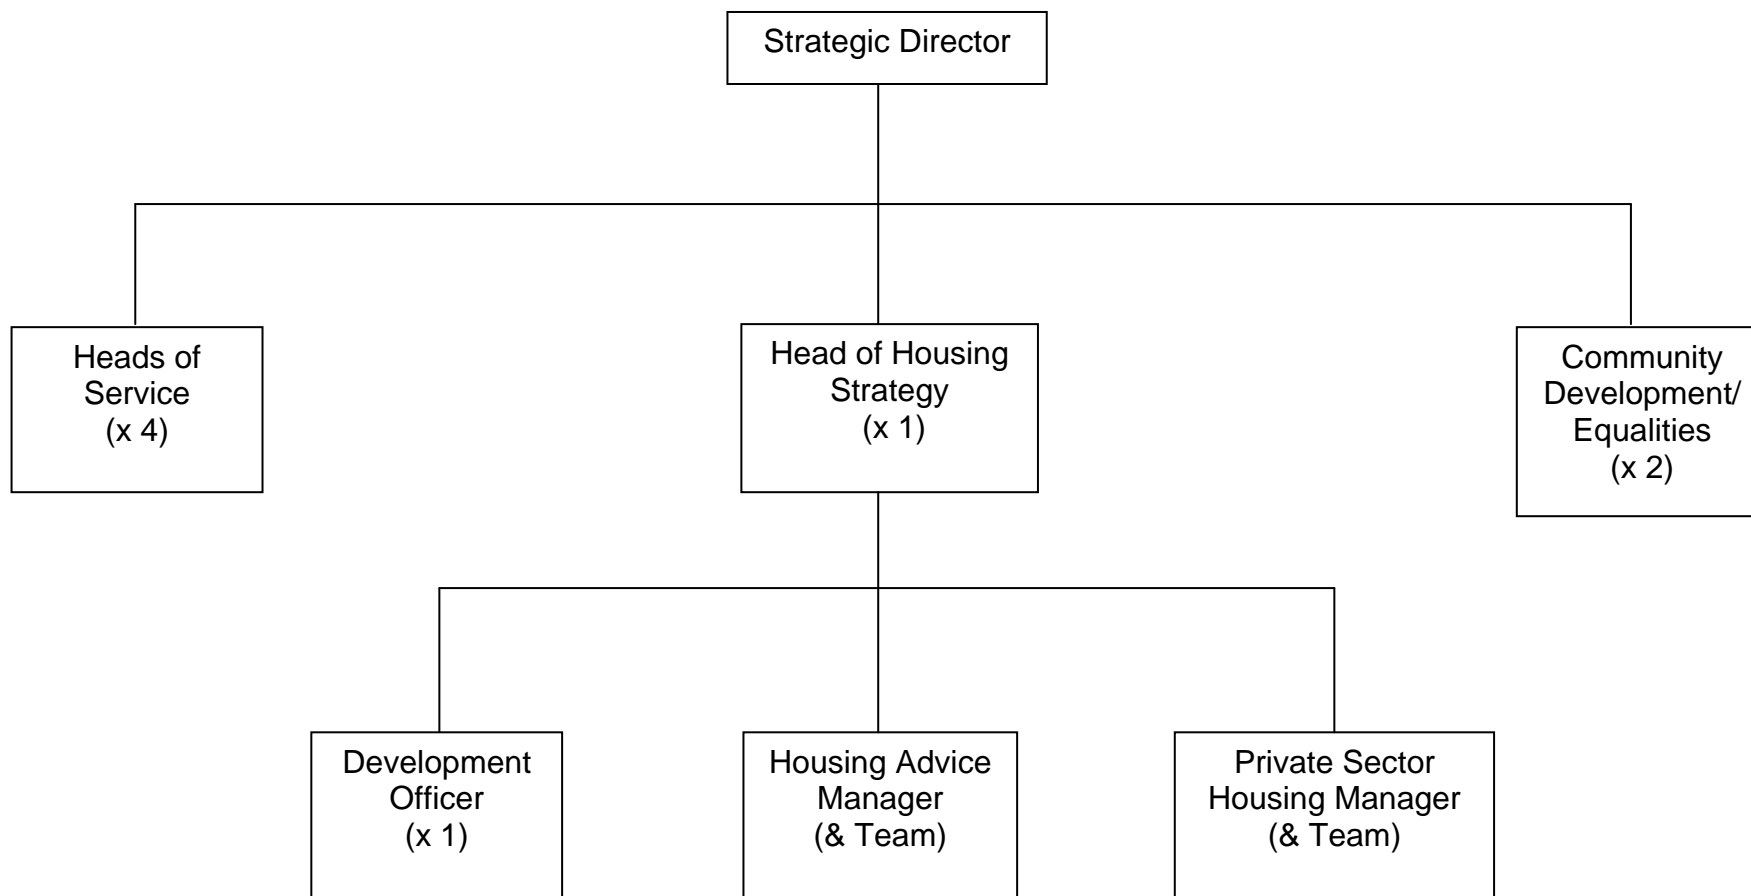 Strategic Director
Heads of
Service
(x 4)
Head of Housing
Strategy
(x 1)
Community
Development/
Equalities
(x 2)
Development
Officer
(x 1)
Housing Advice
Manager
(& Team)
Private Sector
Housing Manager
(& Team)